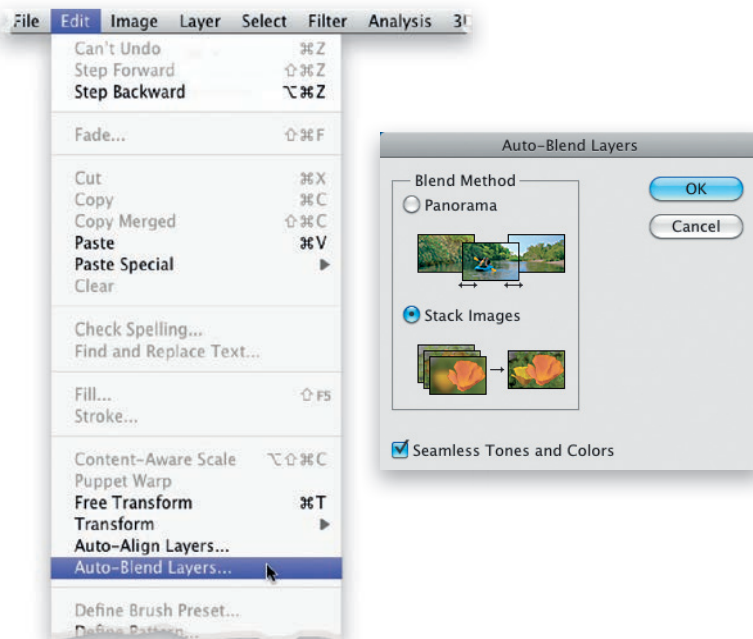 File Edit Image Layer Select Filter Analysis
Can't Undo ⌘Z
Step Forward ⇧⌘Z
Step Backward ⌥⌘Z
Fade... ⇧⌘F
Cut ⌘X
Copy ⌘C
Copy Merged ⇧⌘C
Paste ⌘V
Paste Special ▶
Clear
Check Spelling...
Find and Replace Text...
Fill... ⇧F5
Stroke...
Content-Aware Scale ⌥⇧⌘C
Puppet Warp
Free Transform ⌘T
Transform ▶
Auto-Align Layers...
Auto-Blend Layers...
Define Brush Preset...
Define Pattern...
Auto-Blend Layers
Blend Method
Panorama
Stack Images
Seamless Tones and Colors
OK
Cancel